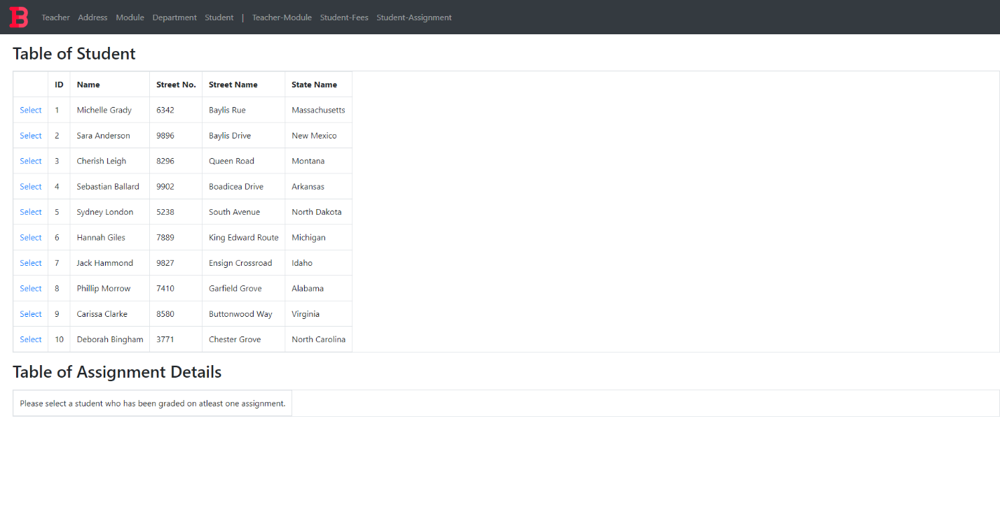 B Teacher Address Module Department Student | Teacher-Module Student-Fees Student-Assignment
Table of Student
ID Name Street No. Street Name State Name
Select 1 Michelle Grady 6342 Baylis Rue Massachusetts
Select 2 Sara Anderson 9896 Baylis Drive New Mexico
Select 3 Cherish Leigh 8296 Queen Road Montana
Select 4 Sebastian Ballard 9902 Boadicea Drive Arkansas
Select 5 Sydney London 5238 South Avenue North Dakota
Select 6 Hannah Giles 7889 King Edward Route Michigan
Select 7 Jack Hammond 9827 Ensign Crossroad Idaho
Select 8 Phillip Morrow 7410 Garfield Grove Alabama
Select 9 Carissa Clarke 8580 Buttonwood Way Virginia
Select 10 Deborah Bingham 3771 Chester Grove North Carolina
Table of Assignment Details
Please select a student who has been graded on atleast one assignment.